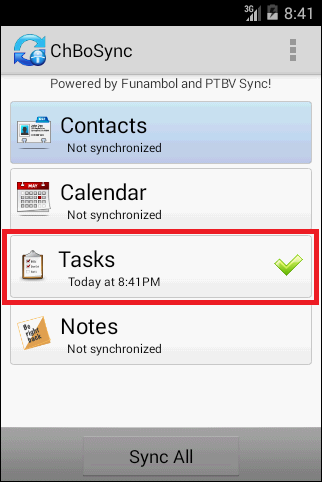 3G 8:41
ChBoSync
Powered by Funambol and PTBV Sync!
Contacts
Not synchronized
MAY
Calendar
Not synchronized
Tasks
Today at 8:41PM
Be
right
back
Notes
Not synchronized
Sync All